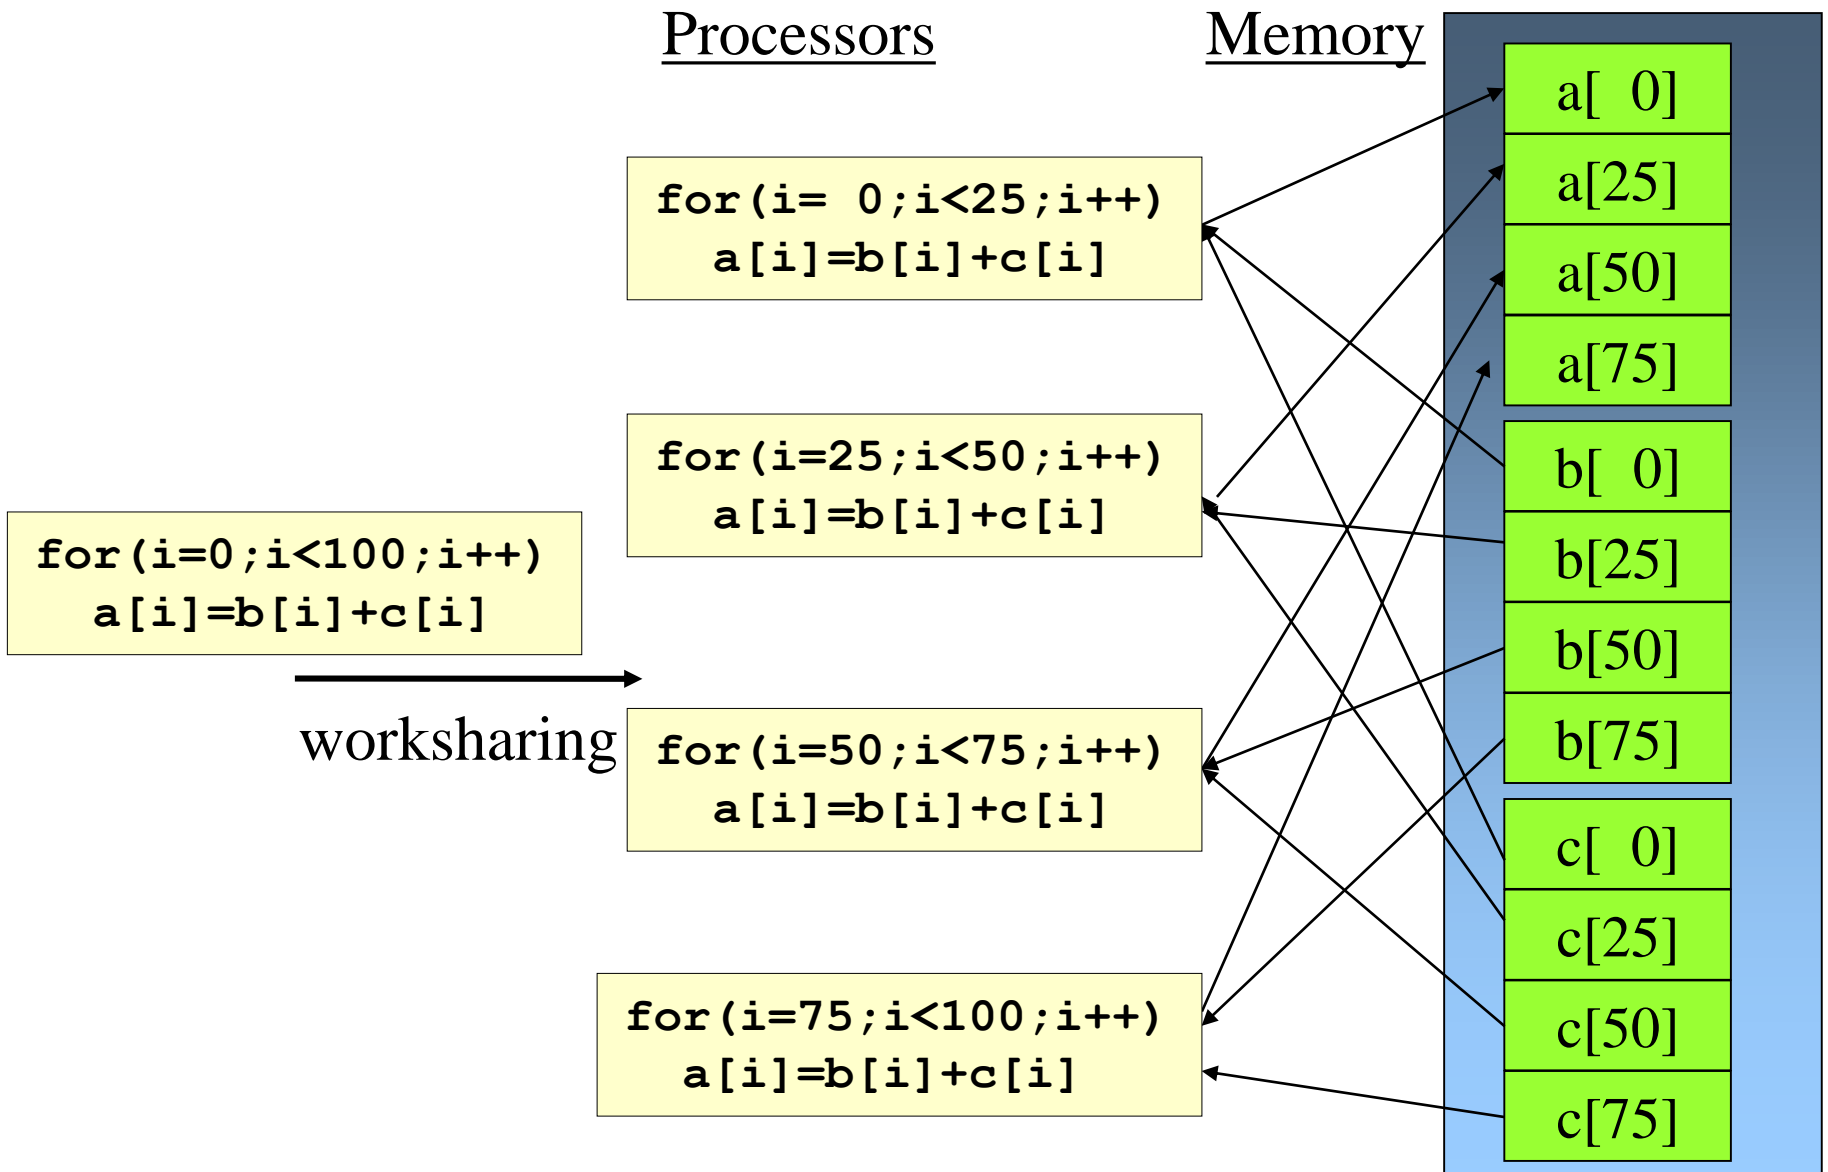 Processors
Memory
for(i=0;i<100;i++)
a[i]=b[i]+c[i]
worksharing
for(i= 0;i<25;i++)
a[i]=b[i]+c[i]
for(i=25;i<50;i++)
a[i]=b[i]+c[i]
for(i=50;i<75;i++)
a[i]=b[i]+c[i]
for(i=75;i<100;i++)
a[i]=b[i]+c[i]
a[ 0]
a[25]
a[50]
a[75]
b[ 0]
b[25]
b[50]
b[75]
c[ 0]
c[25]
c[50]
c[75]